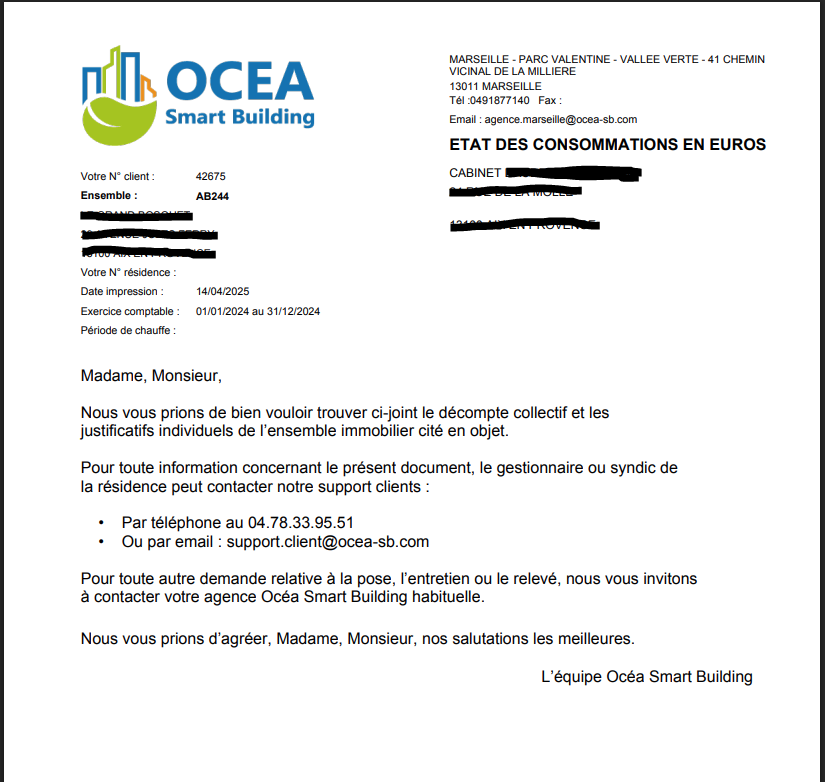 OCEA
Smart Building
MARSEILLE - PARC VALENTINE - VALLEE VERTE - 41 CHEMIN
VICINAL DE LA MILLIERE
13011 MARSEILLE
Tél :0491877140 Fax :
Email : agence.marseille@ocea-sb.com
ETAT DES CONSOMMATIONS EN EUROS
CABINET
Votre N° client : 42675
Ensemble : AB244
Votre N° résidence :
Date impression : 14/04/2025
Exercice comptable : 01/01/2024 au 31/12/2024
Période de chauffe :
Madame, Monsieur,
Nous vous prions de bien vouloir trouver ci-joint le décompte collectif et les
justificatifs individuels de l’ensemble immobilier cité en objet.
Pour toute information concernant le présent document, le gestionnaire ou syndic de
la résidence peut contacter notre support clients :
• Par téléphone au 04.78.33.95.51
• Ou par email : support.client@ocea-sb.com
Pour toute autre demande relative à la pose, l’entretien ou le relevé, nous vous invitons
à contacter votre agence Océa Smart Building habituelle.
Nous vous prions d’agréer, Madame, Monsieur, nos salutations les meilleures.
L’équipe Océa Smart Building